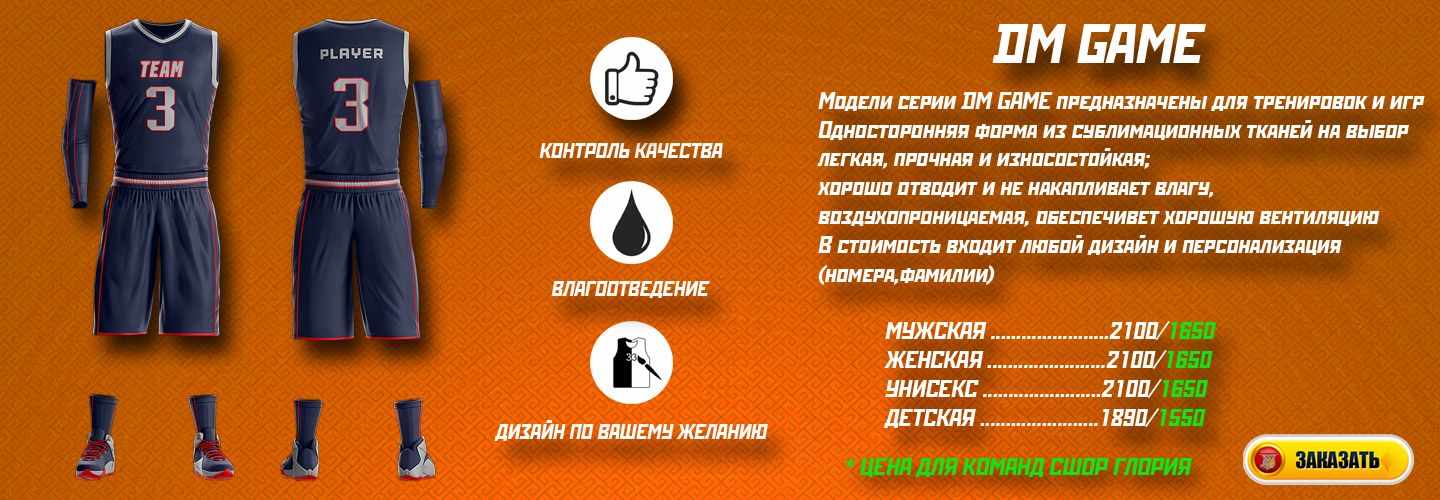 TEAM
3
PLAYER
3
КОНТРОЛЬ КАЧЕСТВА
ВЛАГООТВЕДЕНИЕ
33
ДИЗАЙН ПО ВАШЕМУ ЖЕЛАНИЮ
DM GAME
Модели серии DM GAME предназначены для тренировок и игр
Односторонняя форма из сублимационных тканей на выбор
легкая, прочная и износостойкая;
хорошо отводит и не накапливает влагу,
воздухопроницаемая, обеспечивет хорошую вентиляцию
В стоимость входит любой дизайн и персонализация
(номера,фамилии)
МУЖСКАЯ .......................2100/1650
ЖЕНСКАЯ .......................2100/1650
УНИСЕКС .......................2100/1650
ДЕТСКАЯ .......................1890/1550
* ЦЕНА ДЛЯ КОМАНД СШОР ГЛОРИЯ
ЗАКАЗАТЬ